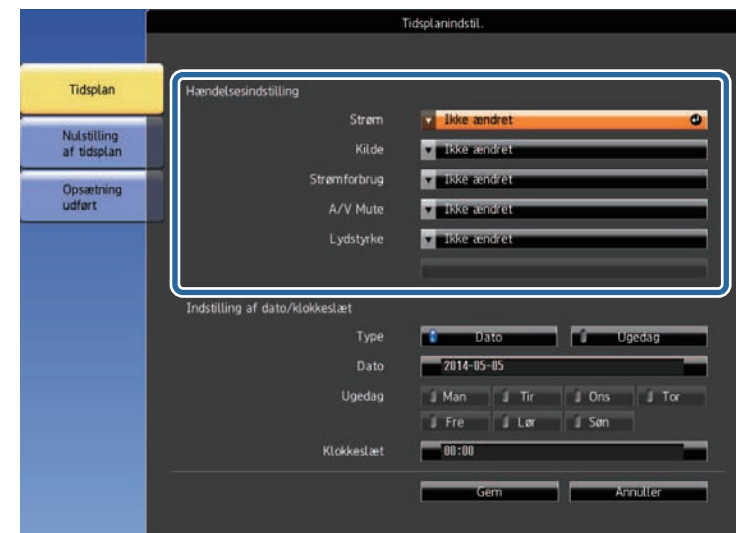 Tidsplanindstil.
Tidsplan
Nulstilling
af tidsplan
Opsætning
udført
Hændelsesindstilling
Strøm Ikke ændret
Kilde Ikke ændret
Strømforbrug Ikke ændret
A/V Mute Ikke ændret
Lydstyrke Ikke ændret
Indstilling af dato/klokkeslæt
Type Dato Ugedag
Dato 2014-05-05
Ugedag Man Tir Ons Tor
Fre Lør Søn
Klokkeslæt 00:00
Gem Annuller